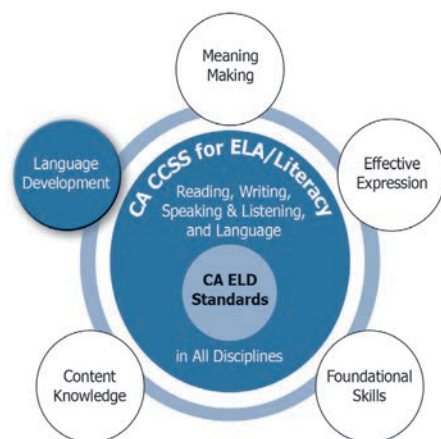 Meaning
Making
Language
Development
Effective
Expression
CA CCSS for ELA/Literacy
Reading, Writing,
Speaking & Listening,
and Language
CA ELD
Standards
in All Disciplines
Content
Knowledge
Foundational
Skills